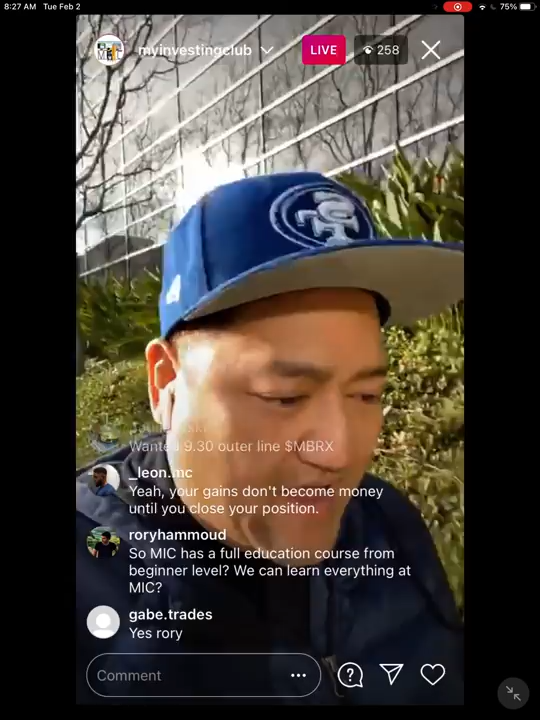 8:27 AM Tue Feb 2
75%
myinvestingclub
LIVE
258
SF
Wanted 9.30 outer line $MBRX
_leon.mc
Yeah, your gains don't become money
until you close your position.
roryhammoud
So MIC has a full education course from
beginner level? We can learn everything at
MIC?
gabe.trades
Yes rory
Comment